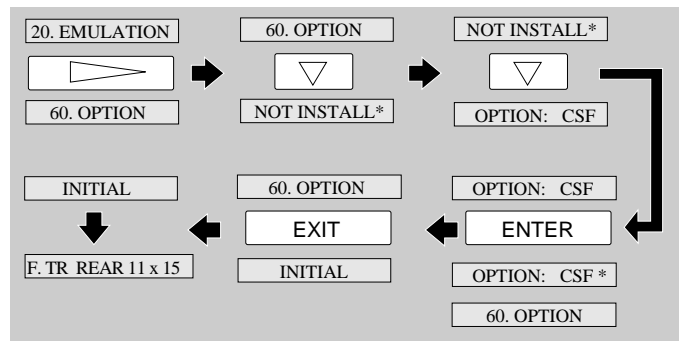 20. EMULATION
60. OPTION
60. OPTION
NOT INSTALL*
NOT INSTALL*
OPTION: CSF
OPTION: CSF
ENTER
OPTION: CSF *
60. OPTION
60. OPTION
EXIT
INITIAL
INITIAL
F. TR REAR 11 x 15